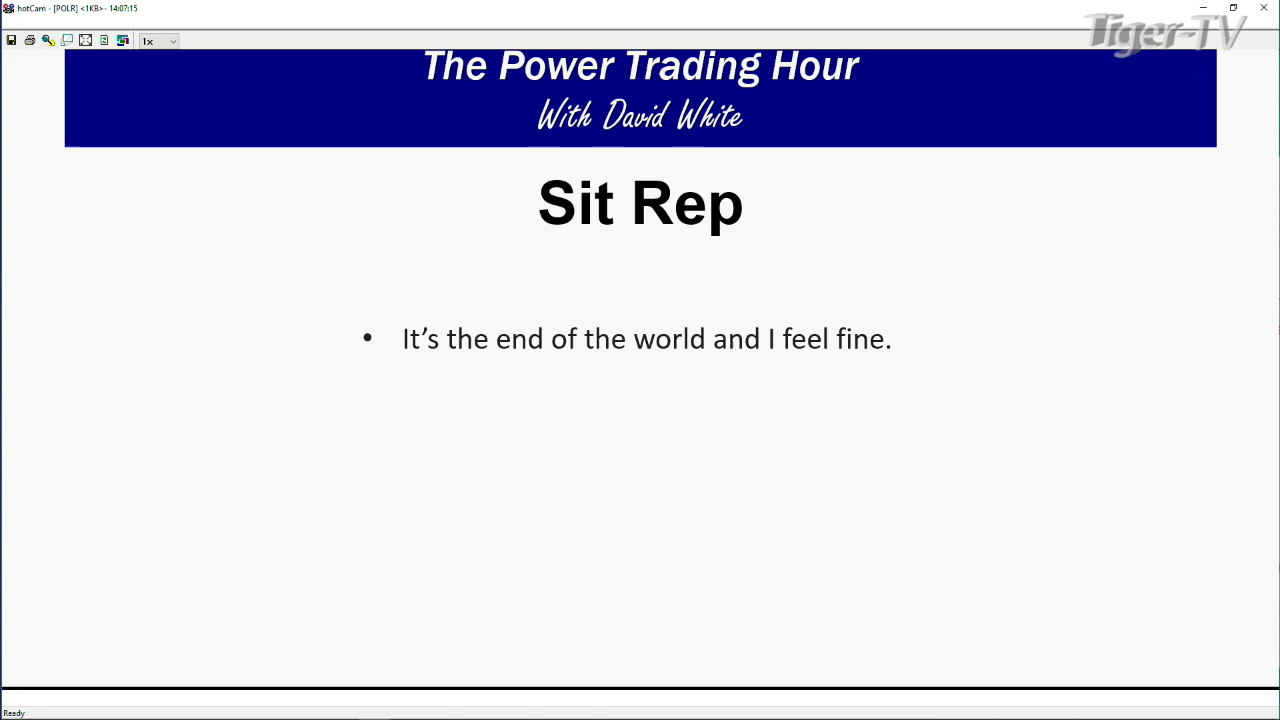 hotCam - [POLR] <1KB> - 14:07:15
1x
Tiger-TV
The Power Trading Hour
With David White
Sit Rep
• It's the end of the world and I feel fine.
Ready